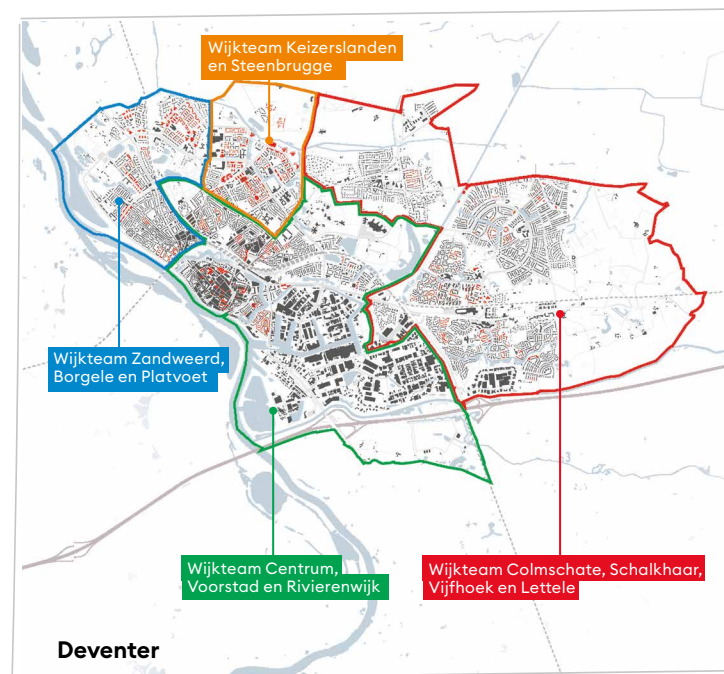 Wijkteam Keizerslanden
en Steenbrugge
Wijkteam Zandweerd,
Borgele en Platvoet
Wijkteam Centrum,
Voorstad en Rivierenwijk
Wijkteam Colmschate, Schalkhaar,
Vijfhoek en Lettele
Deventer